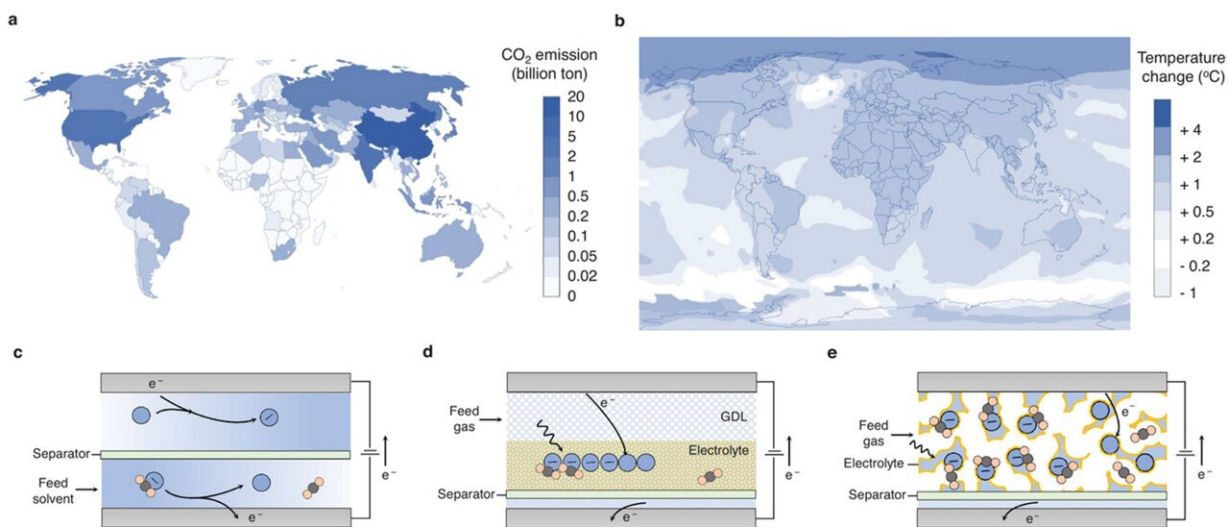 a
CO₂ emission
(billion ton)
20
10
5
2
1
0.5
0.2
0.1
0.05
0.02
0
b
Temperature
change (ºC)
+ 4
+ 2
+ 1
+ 0.5
+ 0.2
- 0.2
- 1
c
e⁻
Separator
Feed
solvent
e⁻
e⁻
d
e⁻
Feed
gas
GDL
Electrolyte
Separator
e⁻
e⁻
e
e⁻
Feed
gas
Electrolyte
Separator
e⁻
e⁻